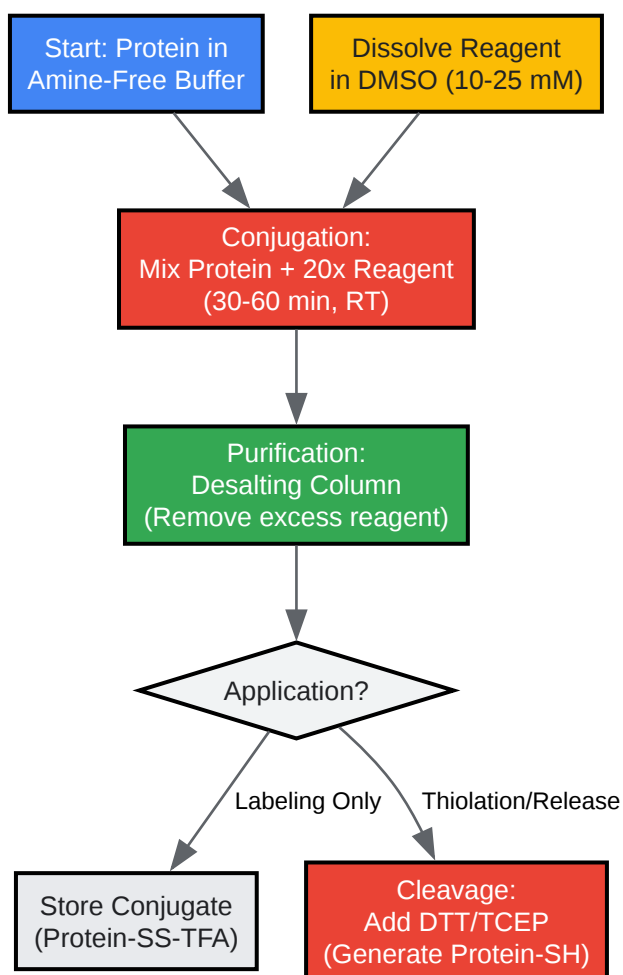 Start: Protein in
Amine-Free Buffer
Dissolve Reagent
in DMSO (10-25 mM)
Conjugation:
Mix Protein + 20x Reagent
(30-60 min, RT)
Purification:
Desalting Column
(Remove excess reagent)
Application?
Labeling Only
Thiolation/Release
Store Conjugate
(Protein-SS-TFA)
Cleavage:
Add DTT/TCEP
(Generate Protein-SH)